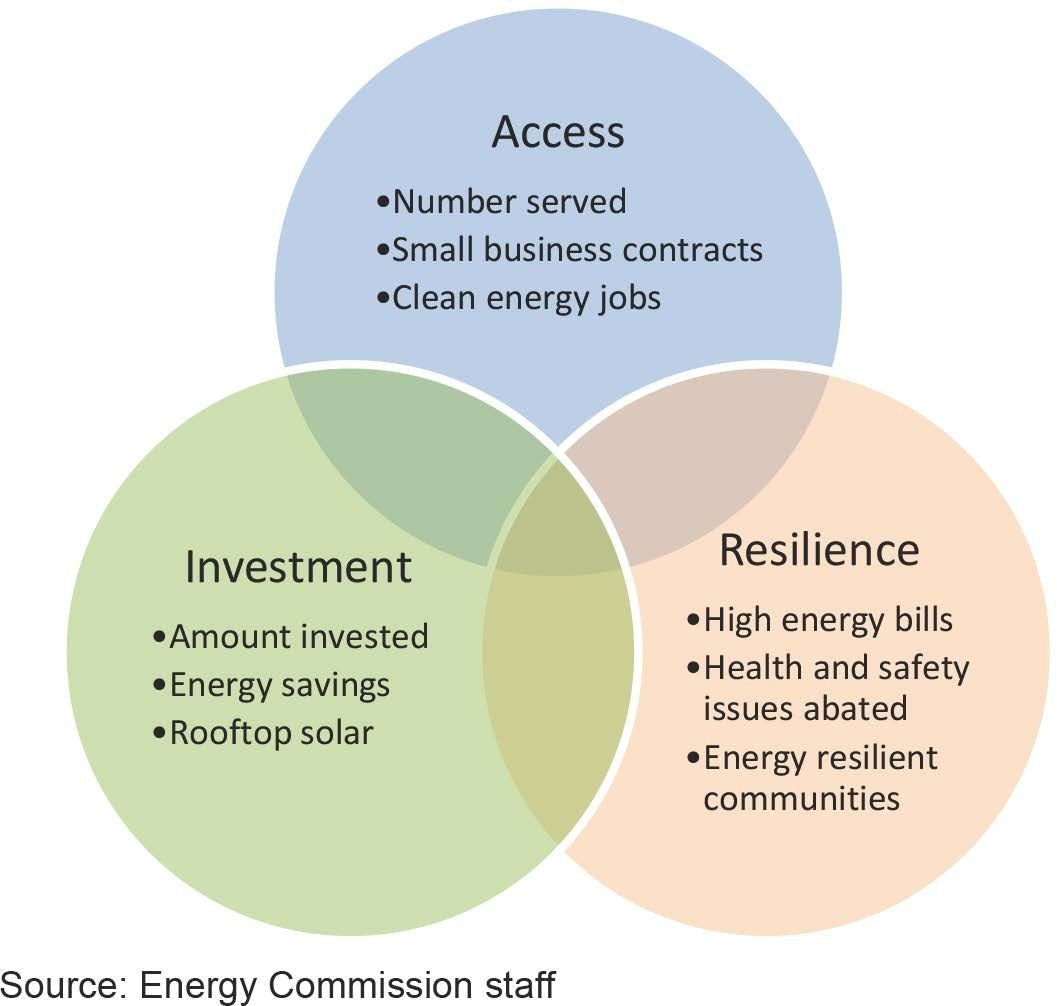 Access
•Number served
•Small business contracts
•Clean energy jobs
Investment
•Amount invested
•Energy savings
•Rooftop solar
Resilience
•High energy bills
•Health and safety
issues abated
•Energy resilient
communities
Source: Energy Commission staff